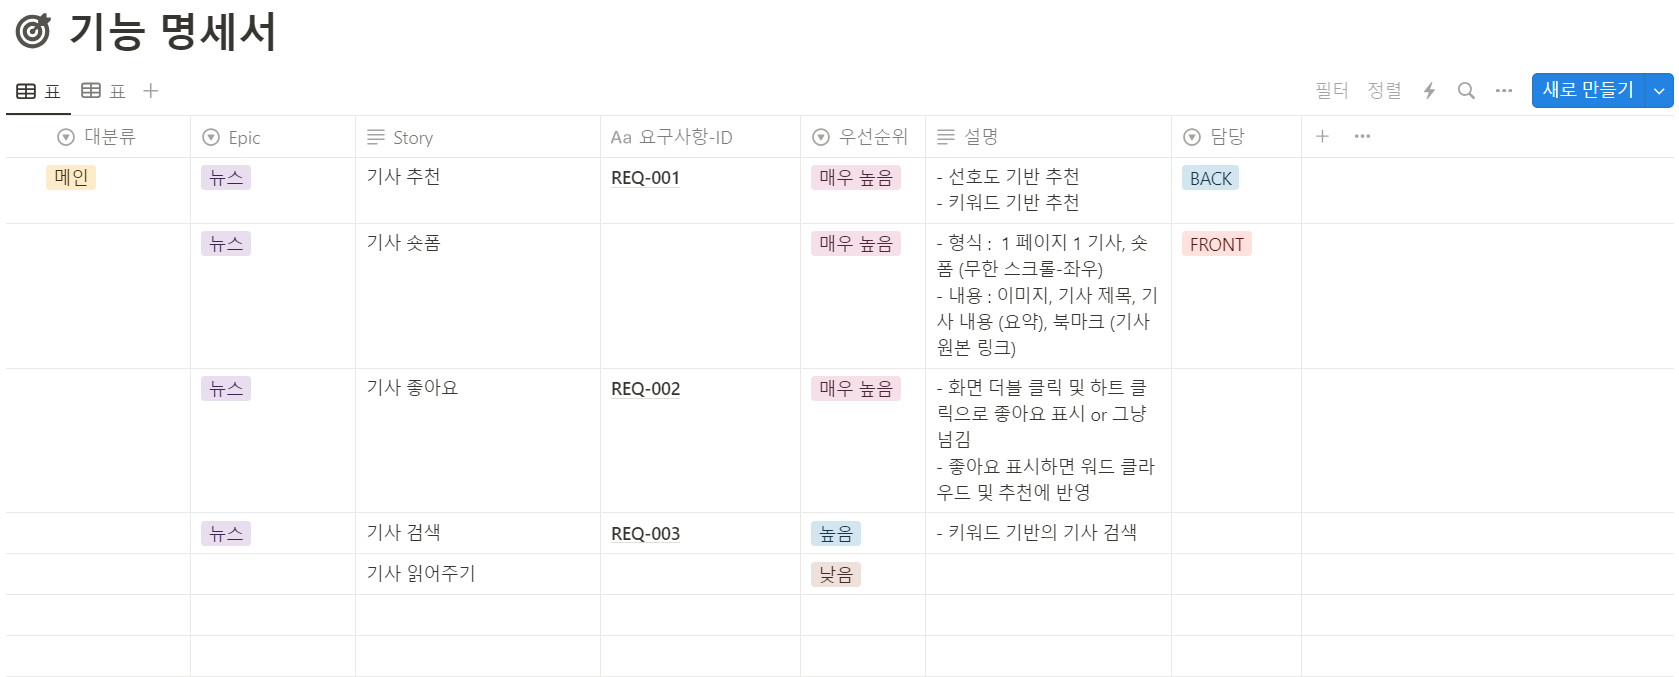 기능 명세서
표 표 +
필터 정렬 새로 만들기
대분류 Epic Story Aa 요구사항-ID 우선순위 설명 담당
메인 뉴스 기사 추천 REQ-001 매우 높음 - 선호도 기반 추천 BACK
- 키워드 기반 추천
뉴스 기사 숏폼 매우 높음 - 형식 : 1 페이지 1 기사, 숏 FRONT
폼 (무한 스크롤-좌우)
- 내용 : 이미지, 기사 제목, 기
사 내용 (요약), 북마크 (기사
원본 링크)
뉴스 기사 좋아요 REQ-002 매우 높음 - 화면 더블 클릭 및 하트 클
릭으로 좋아요 표시 or 그냥
넘김
- 좋아요 표시하면 워드 클라
우드 및 추천에 반영
뉴스 기사 검색 REQ-003 높음 - 키워드 기반의 기사 검색
기사 읽어주기 낮음